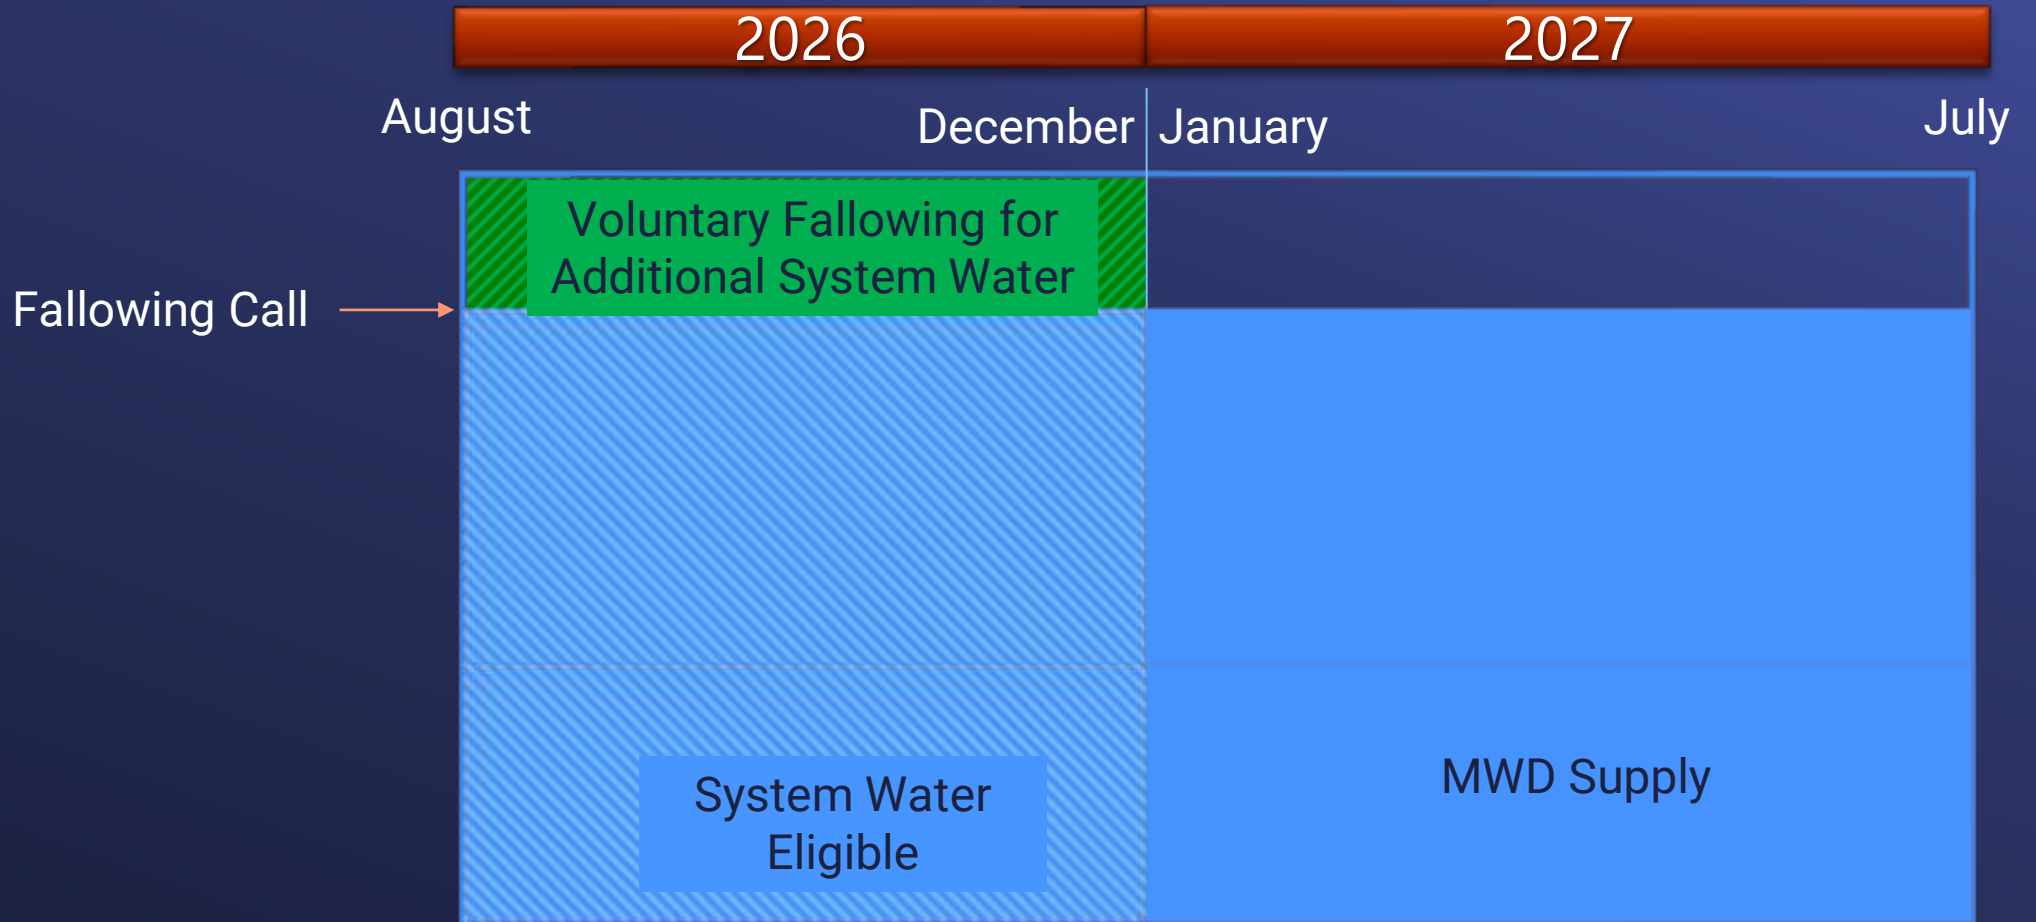 2026
2027
August
December
January
July
Voluntary Fallowing for
Additional System Water
Fallowing Call
System Water
Eligible
MWD Supply